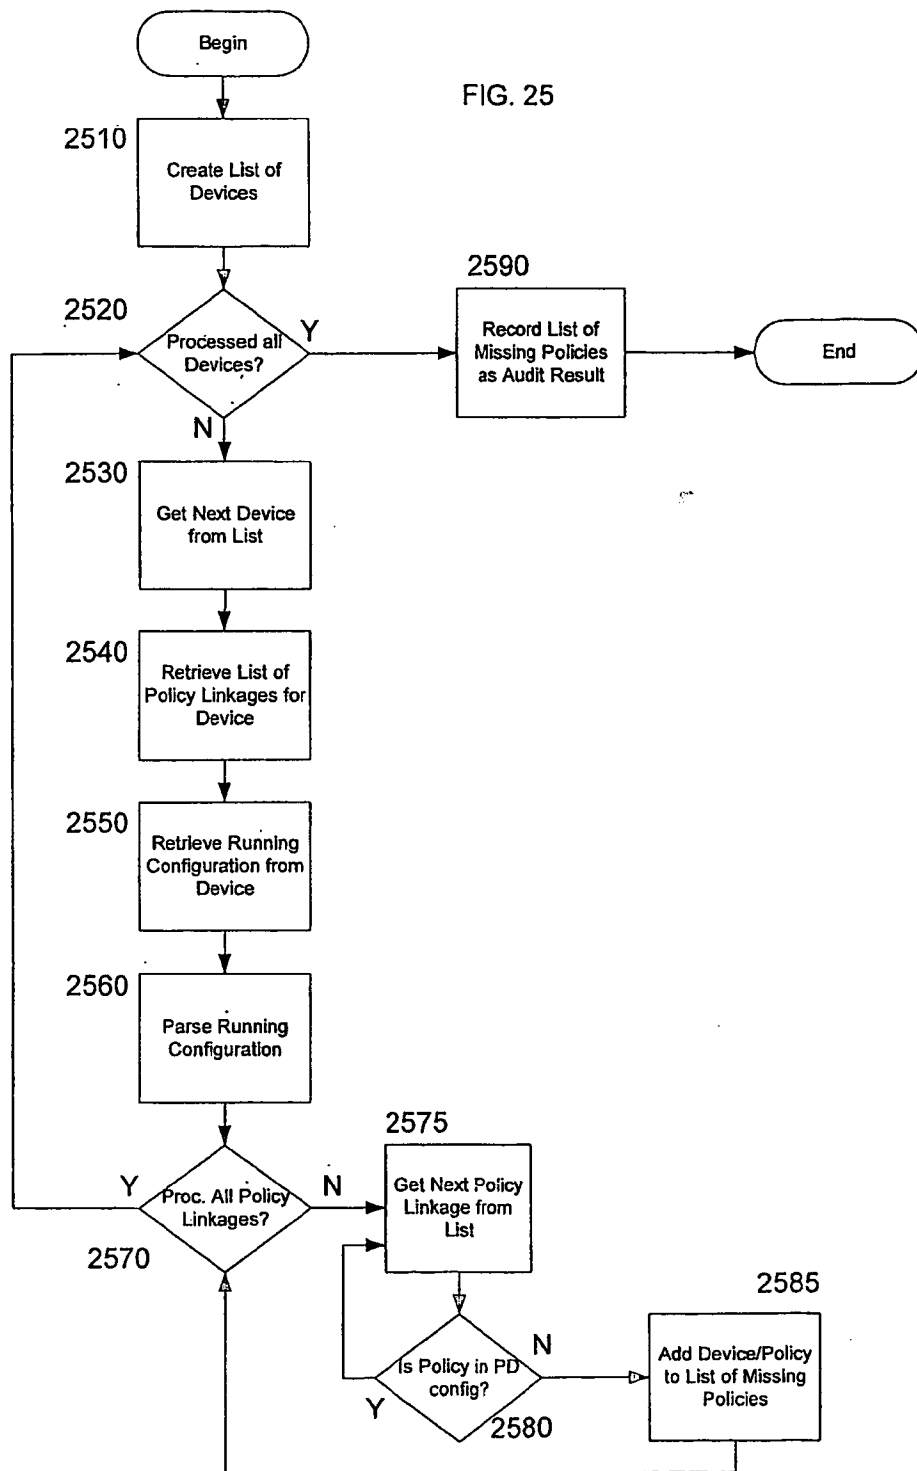 Begin
FIG. 25
2510
Create List of
Devices
2590
2520
Processed all
Devices?
Y
Record List of
Missing Policies
as Audit Result
End
N
2530
Get Next Device
from List
2540
Retrieve List of
Policy Linkages for
Device
2550
Retrieve Running
Configuration from
Device
2560
Parse Running
Configuration
2575
Y
Proc. All Policy
Linkages?
N
Get Next Policy
Linkage from
List
2570
2585
Is Policy in PD
config?
N
Y
2580
Add Device/Policy
to List of Missing
Policies